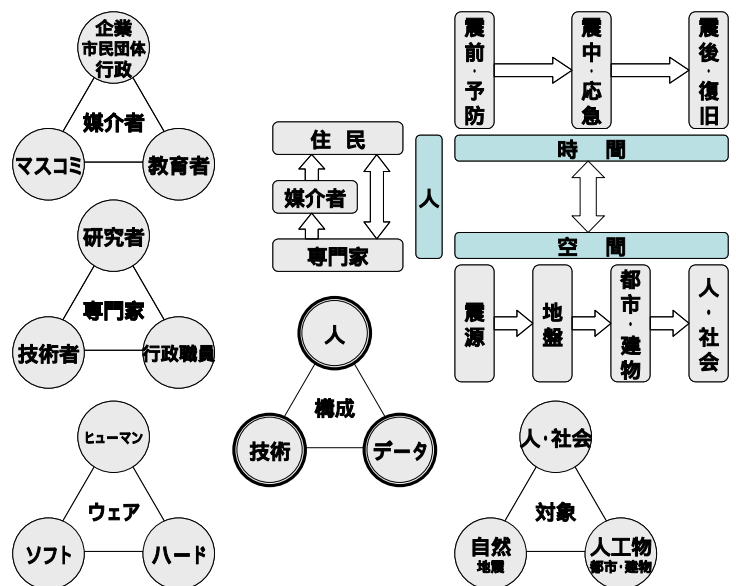 企業
市民団体
行政
媒介者
マスコミ
教育者
研究者
専門家
技術者
行政職員
ヒューマン
ウェア
ソフト
ハード
住 民
媒介者
専門家
人
震前・予防
震中・応急
震後・復旧
時 間
空 間
震源
地盤
都市・建物
人・社会
人
構成
技術
データ
人・社会
対象
自然
地震
人工物
都市・建物